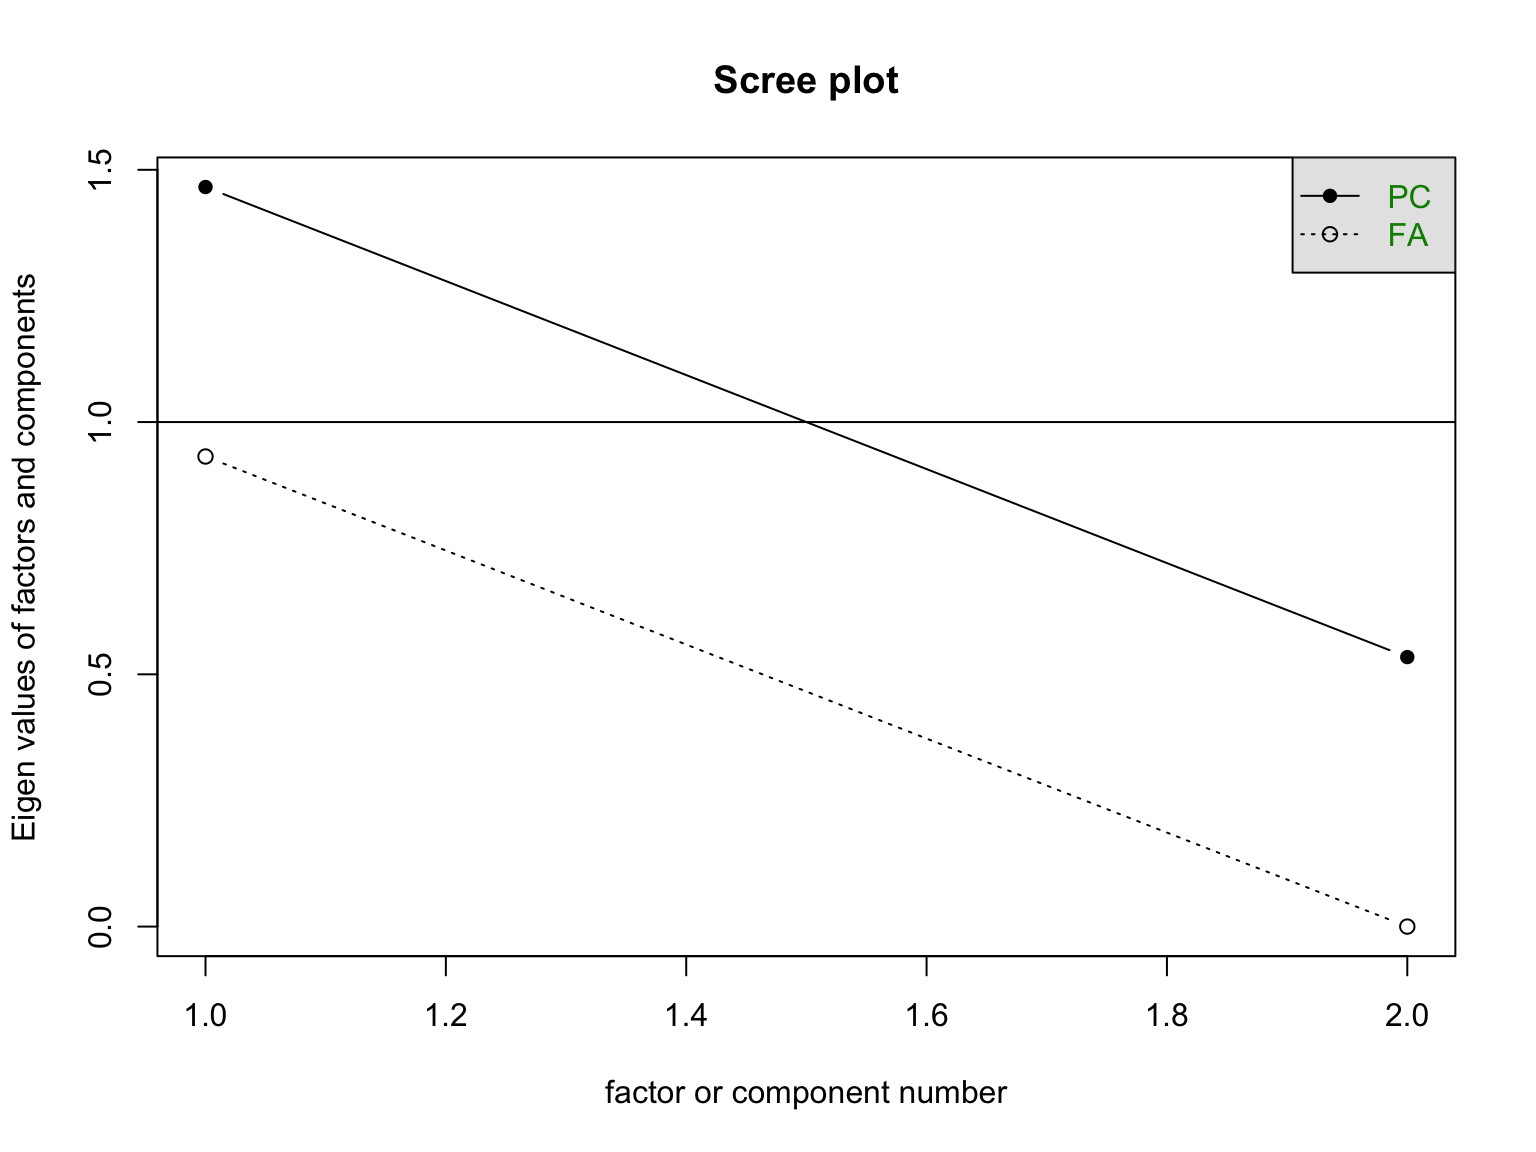 Scree plot
PC
FA
Eigen values of factors and components
1.5
1.0
0.5
0.0
1.0 1.2 1.4 1.6 1.8 2.0
factor or component number